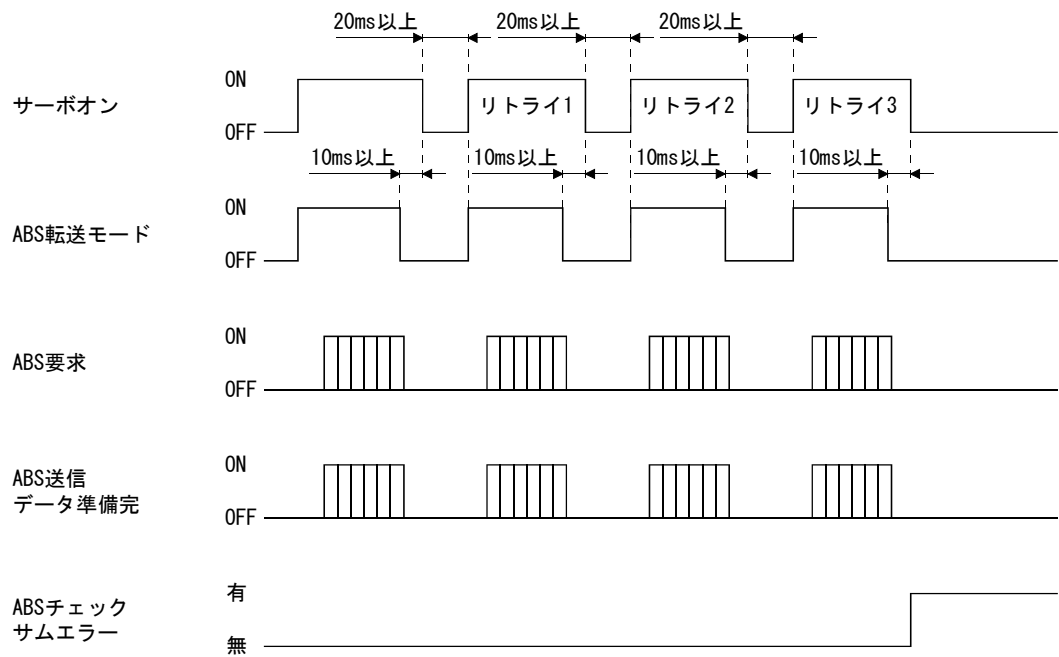 20ms以上 20ms以上 20ms以上
ON
サーボオン
リトライ1 リトライ2 リトライ3
OFF
10ms以上 10ms以上 10ms以上 10ms以上
ON
ABS転送モード
OFF
ON
ABS要求
OFF
ON
ABS送信
データ準備完
OFF
有
ABSチェック
サムエラー
無